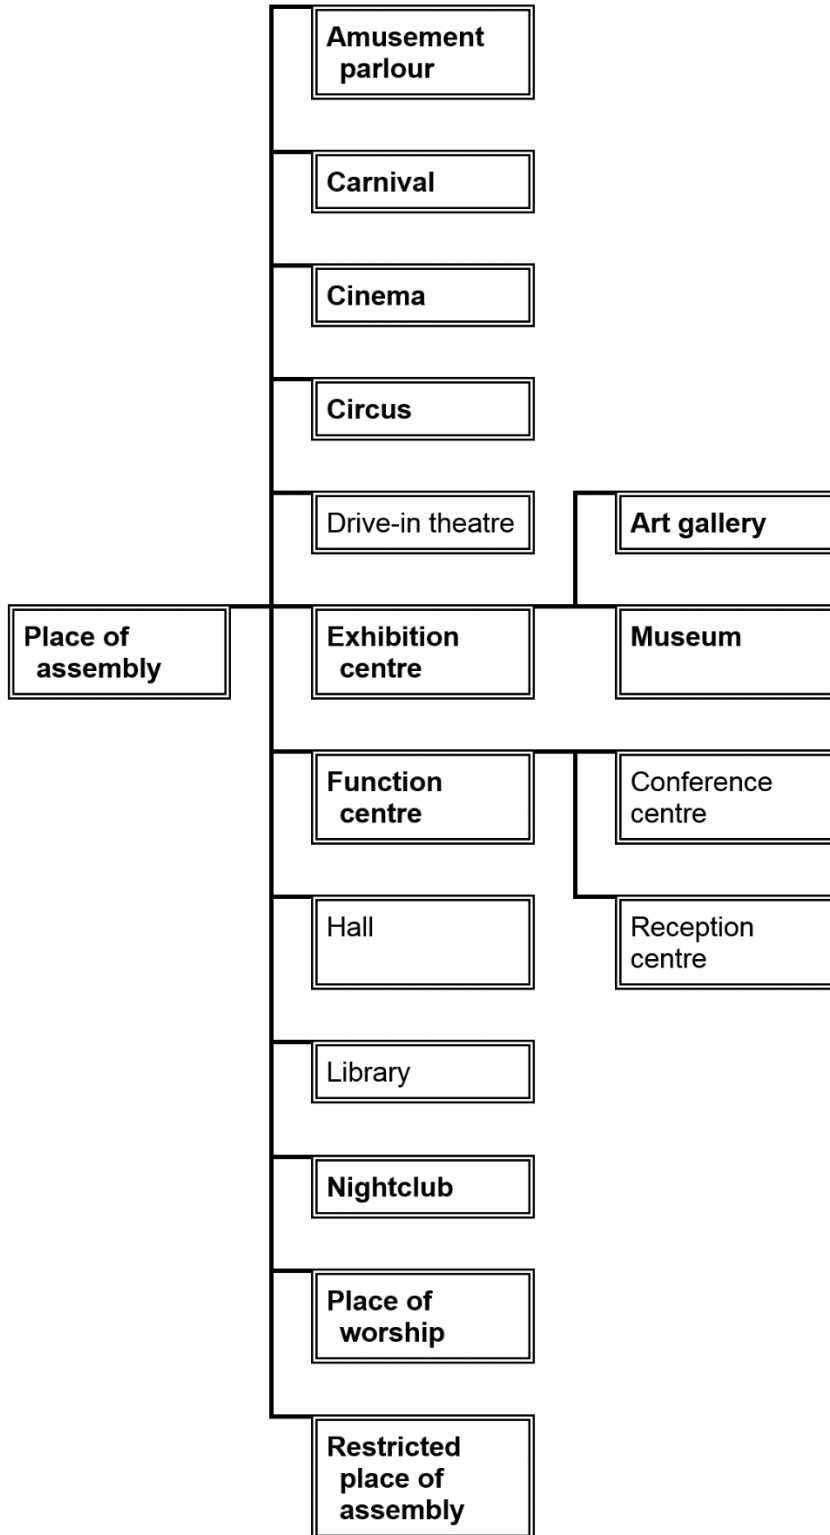 Amusement
parlour
Carnival
Cinema
Circus
Drive-in theatre
Art gallery
Place of
assembly
Exhibition
centre
Museum
Function
centre
Conference
centre
Hall
Reception
centre
Library
Nightclub
Place of
worship
Restricted
place of
assembly